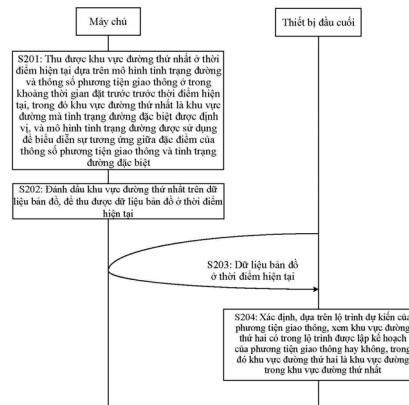 Máy chủ
Thiết bị đầu cuối
S201: Thu được khu vực đường thứ nhất ở thời
điểm hiện tại dựa trên mô hình tình trạng đường
và thông số phương tiện giao thông ở trong
khoảng thời gian đặt trước trước thời điểm hiện
tại, trong đó khu vực đường thứ nhất là khu vực
đường mà tình trạng đường đặc biệt được định
vị, và mô hình tình trạng đường được sử dụng
để biểu diễn sự tương ứng giữa đặc điểm của
thông số phương tiện giao thông và tình trạng
đường đặc biệt
S202: Đánh dấu khu vực đường thứ nhất trên dữ
liệu bản đồ, để thu được dữ liệu bản đồ ở thời điểm
hiện tại
S203: Dữ liệu bản đồ
ở thời điểm hiện tại
S204: Xác định, dựa trên lộ trình dự kiến của
phương tiện giao thông, xem khu vực đường
thứ hai có trong lộ trình được lập kế hoạch
của phương tiện giao thông hay không, trong
đó khu vực đường thứ hai là khu vực đường
trong khu vực đường thứ nhất